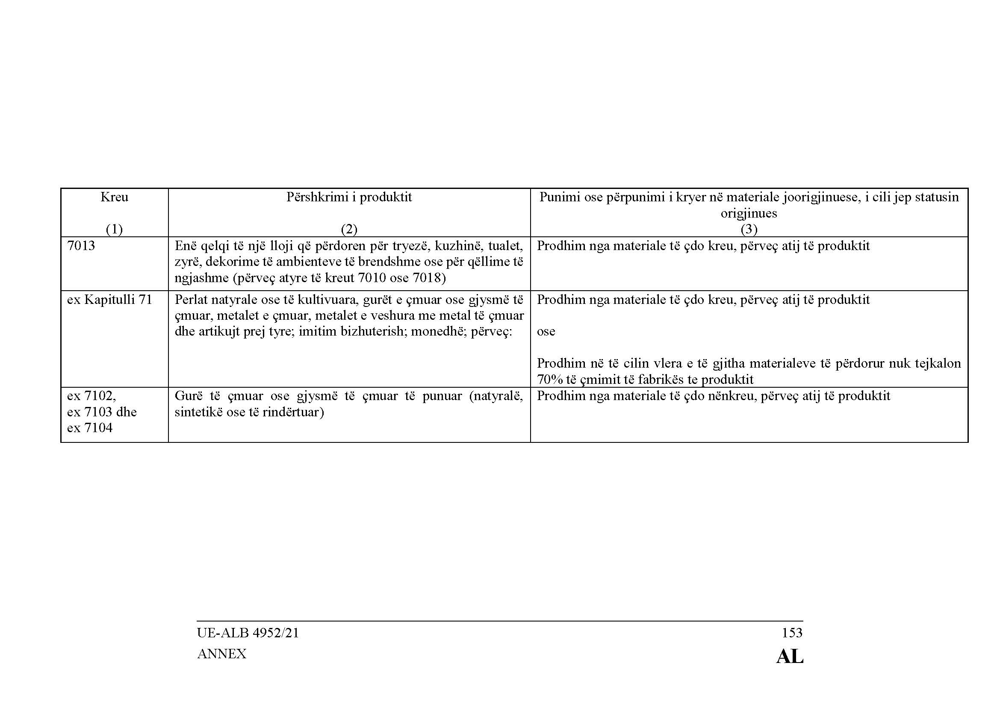 Kreu
(1)
Përshkrimi i produktit
(2)
Punimi ose përpunimi i kryer në materiale joorigjinuese, i cili jep statusin
origjinues
(3)
7013
Enë qelqi të një lloji që përdoren për tryezë, kuzhinë, tualet,
zyrë, dekorime të ambienteve të brendshme ose për qëllime të
ngjashme (përveç atyre të kreut 7010 ose 7018)
Prodhim nga materiale të çdo kreu, përveç atij të produktit
ex Kapitulli 71
Perlat natyrale ose të kultivuara, gurët e çmuar ose gjysmë të
çmuar, metalet e çmuar, metalet e veshura me metal të çmuar
dhe artikujt prej tyre; imitim bizhuterish; monedhë; përveç:
Prodhim nga materiale të çdo kreu, përveç atij të produktit
ose
Prodhim në të cilin vlera e të gjitha materialeve të përdorur nuk tejkalon
70% të çmimit të fabrikës te produktit
ex 7102,
ex 7103 dhe
ex 7104
Gurë të çmuar ose gjysmë të çmuar të punuar (natyralë,
sintetikë ose të rindërtuar)
Prodhim nga materiale të çdo nënkreu, përveç atij të produktit
UE-ALB 4952/21
153
ANNEX
AL